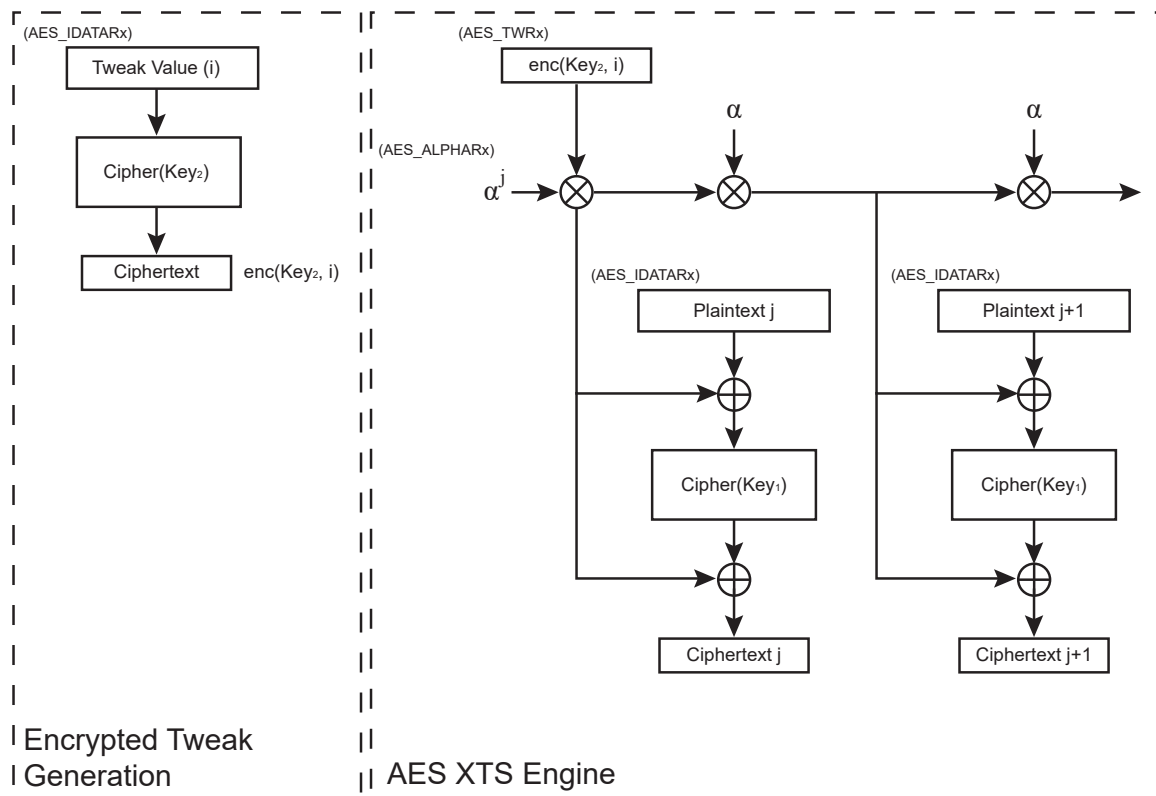 (AES_IDATARx)
Tweak Value (i)
Cipher(Key₂)
Ciphertext
enc(Key₂, i)
Encrypted Tweak
Generation
(AES_TWRx)
enc(Key₂, i)
α
α
(AES_ALPHARx)
αʲ
(AES_IDATARx)
(AES_IDATARx)
Plaintext j
Plaintext j+1
Cipher(Key₁)
Cipher(Key₁)
Ciphertext j
Ciphertext j+1
AES XTS Engine